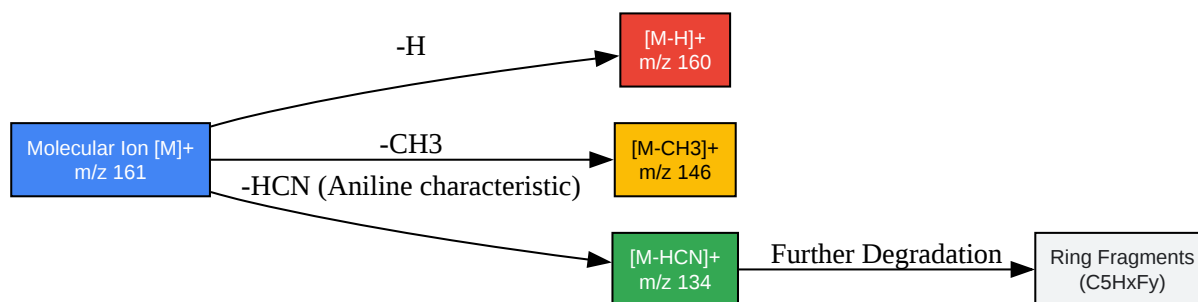 -H
[M-H]+
m/z 160
Molecular Ion [M]+
m/z 161
-CH3
[M-CH3]+
m/z 146
-HCN (Aniline characteristic)
[M-HCN]+
m/z 134
Further Degradation
Ring Fragments
(C5HxFy)